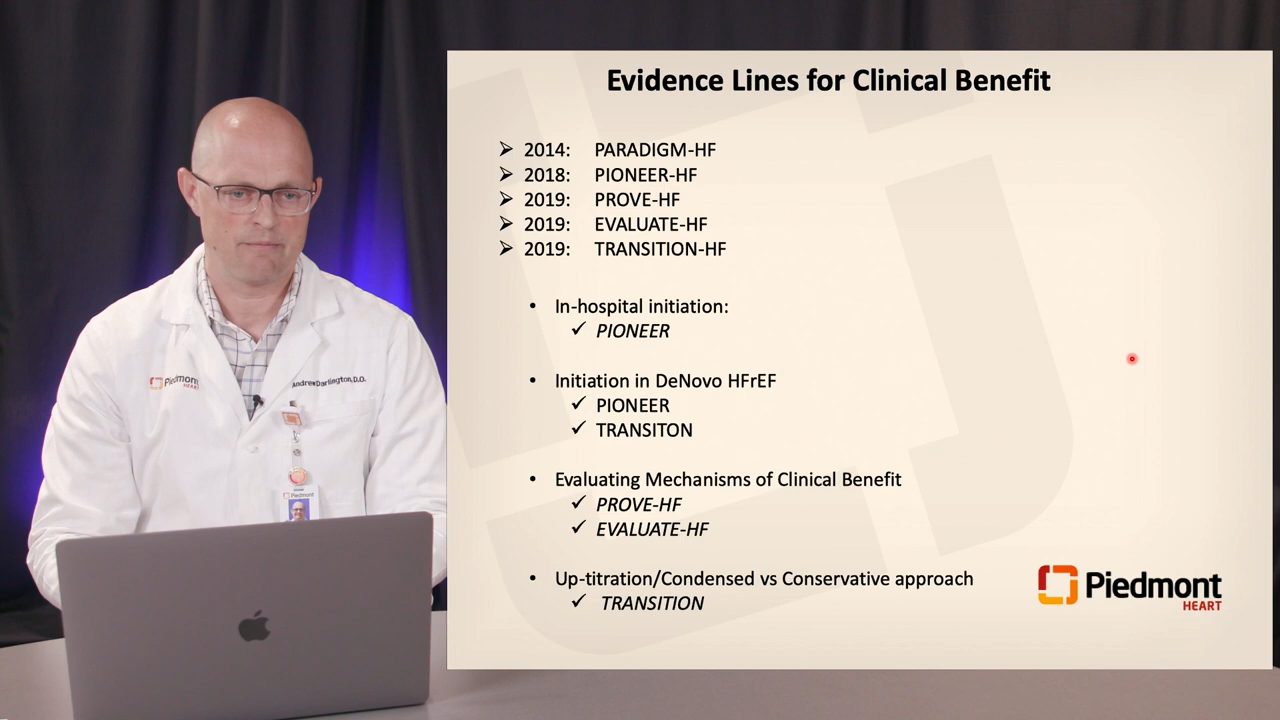 Evidence Lines for Clinical Benefit
➢ 2014: PARADIGM-HF
➢ 2018: PIONEER-HF
➢ 2019: PROVE-HF
➢ 2019: EVALUATE-HF
➢ 2019: TRANSITION-HF
• In-hospital initiation:
✓ PIONEER
• Initiation in DeNovo HFrEF
✓ PIONEER
✓ TRANSITON
• Evaluating Mechanisms of Clinical Benefit
✓ PROVE-HF
✓ EVALUATE-HF
• Up-titration/Condensed vs Conservative approach
✓ TRANSITION
Piedmont
HEART
Piedmont
HEART
Andrew Darlington, D.O.
Piedmont